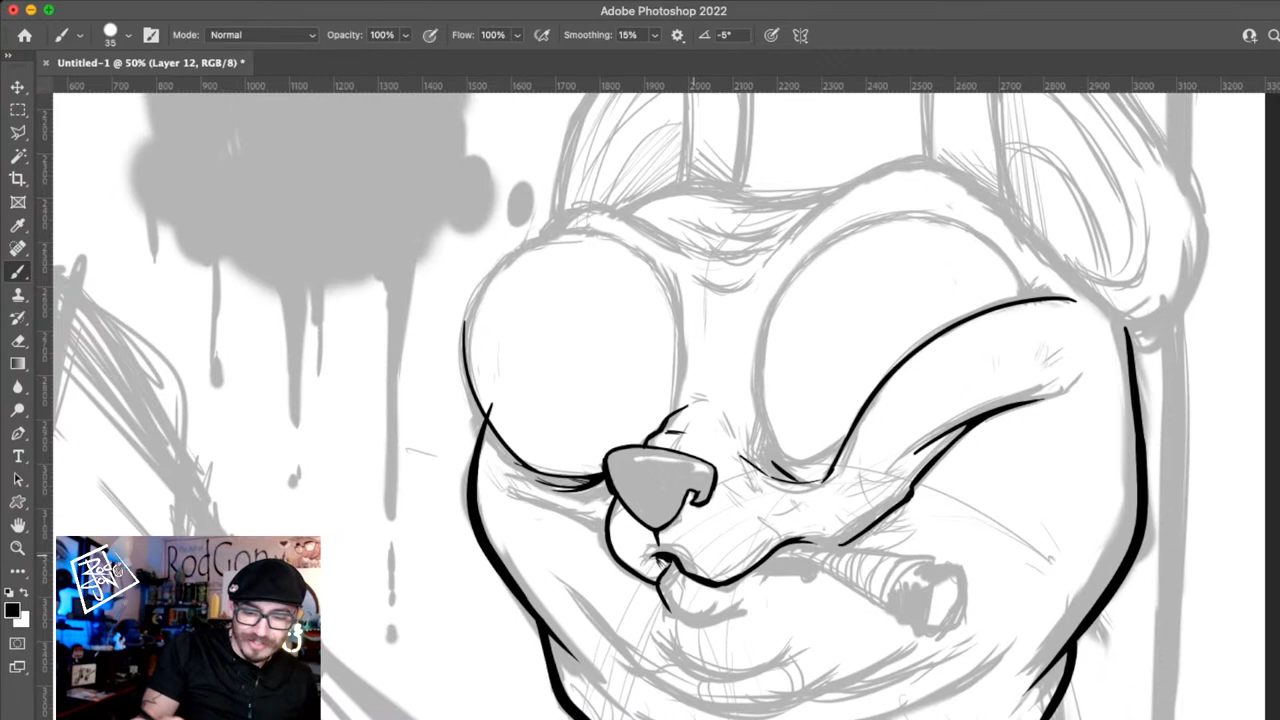 Adobe Photoshop 2022
35 Mode: Normal Opacity: 100% Flow: 100% Smoothing: 15% -5°
Untitled-1 @ 50% (Layer 12, RGB/8) *
600 700 800 900 1000 1100 1200 1300 1400 1500 1600 1700 1800 1900 2000 2100 2200 2300 2400 2500 2600 2700 2800 2900 3000 3100 3200 330